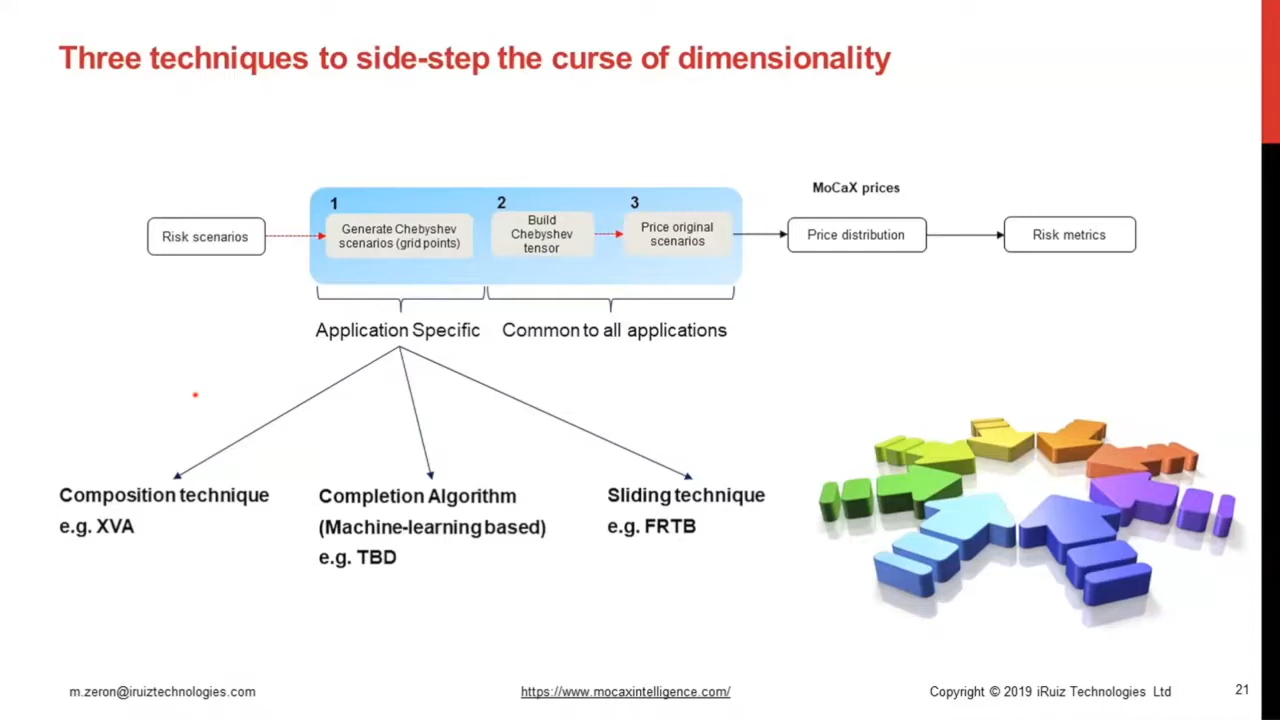 Three techniques to side-step the curse of dimensionality
MoCaX prices
1
2
3
Risk scenarios
Generate Chebyshev
scenarios (grid points)
Build
Chebyshev
tensor
Price original
scenarios
Price distribution
Risk metrics
Application Specific
Common to all applications
Composition technique
e.g. XVA
Completion Algorithm
(Machine-learning based)
e.g. TBD
Sliding technique
e.g. FRTB
m.zeron@iruiztechnologies.com
https://www.mocaxintelligence.com/
Copyright © 2019 iRuiz Technologies Ltd
21